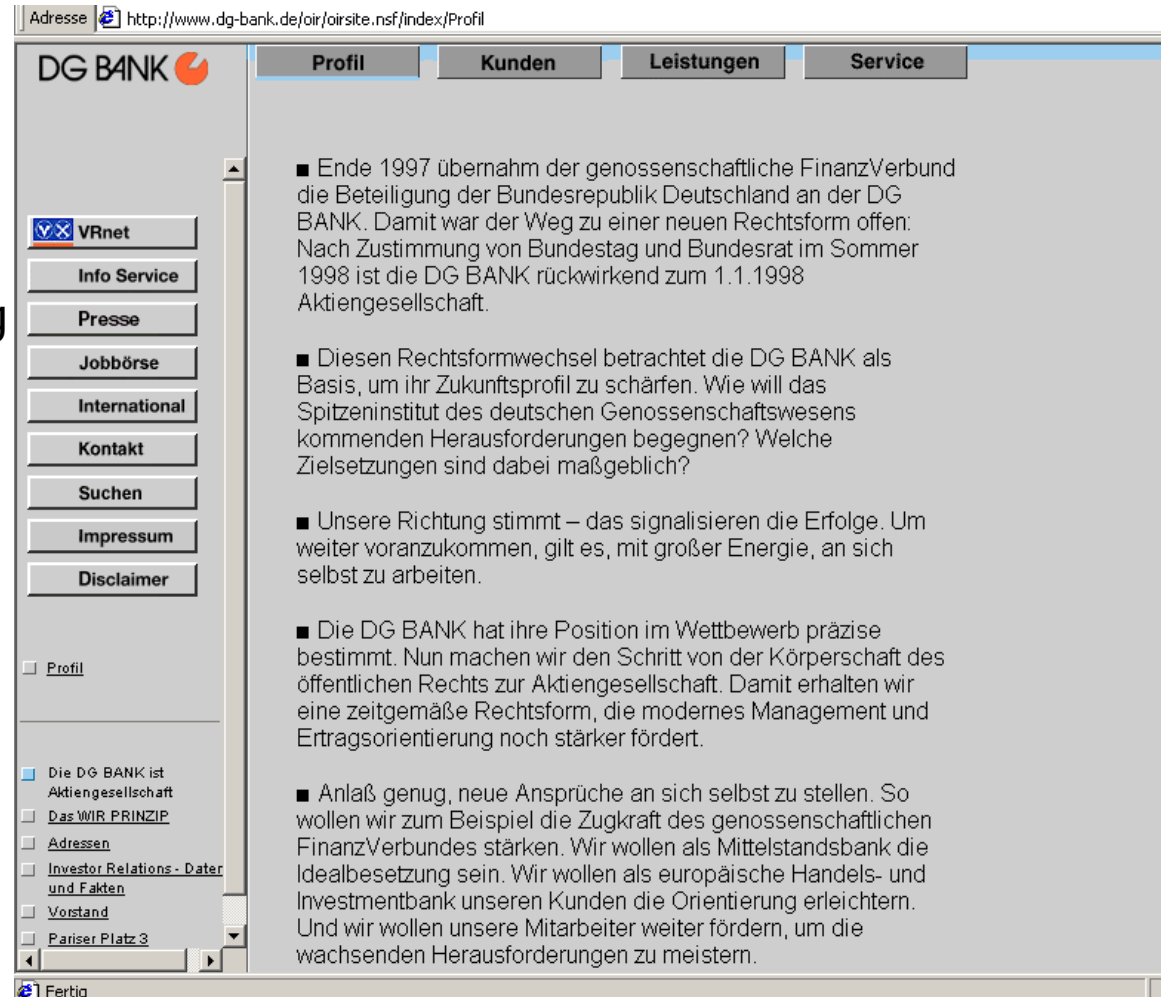 Adresse http://www.dg-bank.de/oir/oirsite.nsf/index/Profil
DG BANK
Profil
Kunden
Leistungen
Service
VRnet
Info Service
Presse
Jobbörse
International
Kontakt
Suchen
Impressum
Disclaimer
Profil
Die DG BANK ist
Aktiengesellschaft
Das WIR PRINZIP
Adressen
Investor Relations - Daten
und Fakten
Vorstand
Pariser Platz 3
g
■ Ende 1997 übernahm der genossenschaftliche FinanzVerbund
die Beteiligung der Bundesrepublik Deutschland an der DG
BANK. Damit war der Weg zu einer neuen Rechtsform offen:
Nach Zustimmung von Bundestag und Bundesrat im Sommer
1998 ist die DG BANK rückwirkend zum 1.1.1998
Aktiengesellschaft.
■ Diesen Rechtsformwechsel betrachtet die DG BANK als
Basis, um ihr Zukunftsprofil zu schärfen. Wie will das
Spitzeninstitut des deutschen Genossenschaftswesens
kommenden Herausforderungen begegnen? Welche
Zielsetzungen sind dabei maßgeblich?
■ Unsere Richtung stimmt – das signalisieren die Erfolge. Um
weiter voranzukommen, gilt es, mit großer Energie, an sich
selbst zu arbeiten.
■ Die DG BANK hat ihre Position im Wettbewerb präzise
bestimmt. Nun machen wir den Schritt von der Körperschaft des
öffentlichen Rechts zur Aktiengesellschaft. Damit erhalten wir
eine zeitgemäße Rechtsform, die modernes Management und
Ertragsorientierung noch stärker fördert.
■ Anlaß genug, neue Ansprüche an sich selbst zu stellen. So
wollen wir zum Beispiel die Zugkraft des genossenschaftlichen
FinanzVerbundes stärken. Wir wollen als Mittelstandsbank die
Idealbesetzung sein. Wir wollen als europäische Handels- und
Investmentbank unseren Kunden die Orientierung erleichtern.
Und wir wollen unsere Mitarbeiter weiter fördern, um die
wachsenden Herausforderungen zu meistern.
Fertig